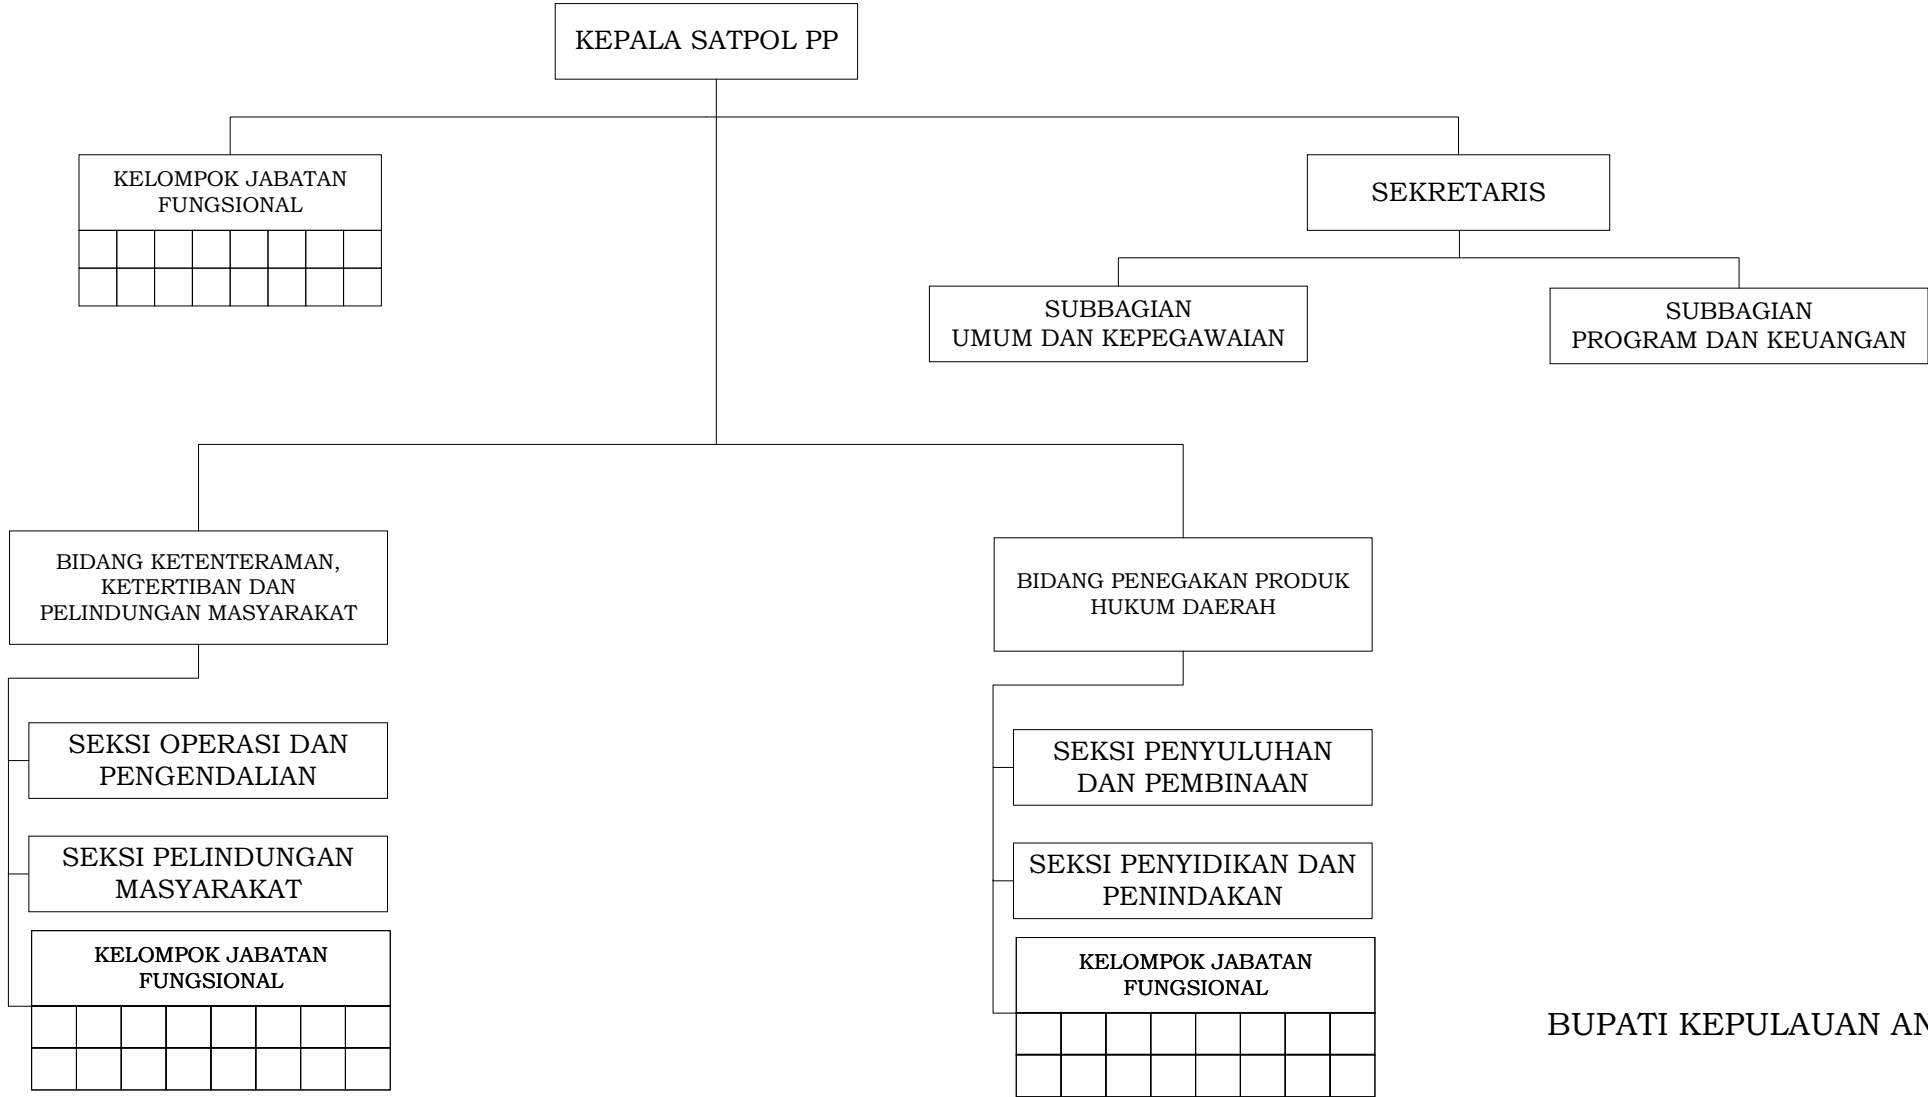 KEPALA SATPOL PP
KELOMPOK JABATAN
FUNGSIONAL
SEKRETARIS
SUBBAGIAN
UMUM DAN KEPEGAWAIAN
SUBBAGIAN
PROGRAM DAN KEUANGAN
BIDANG KETENTERAMAN,
KETERTIBAN DAN
PELINDUNGAN MASYARAKAT
SEKSI OPERASI DAN
PENGENDALIAN
SEKSI PELINDUNGAN
MASYARAKAT
KELOMPOK JABATAN
FUNGSIONAL
BIDANG PENEGAKAN PRODUK
HUKUM DAERAH
SEKSI PENYULUHAN
DAN PEMBINAAN
SEKSI PENYIDIKAN DAN
PENINDAKAN
KELOMPOK JABATAN
FUNGSIONAL
BUPATI KEPULAUAN